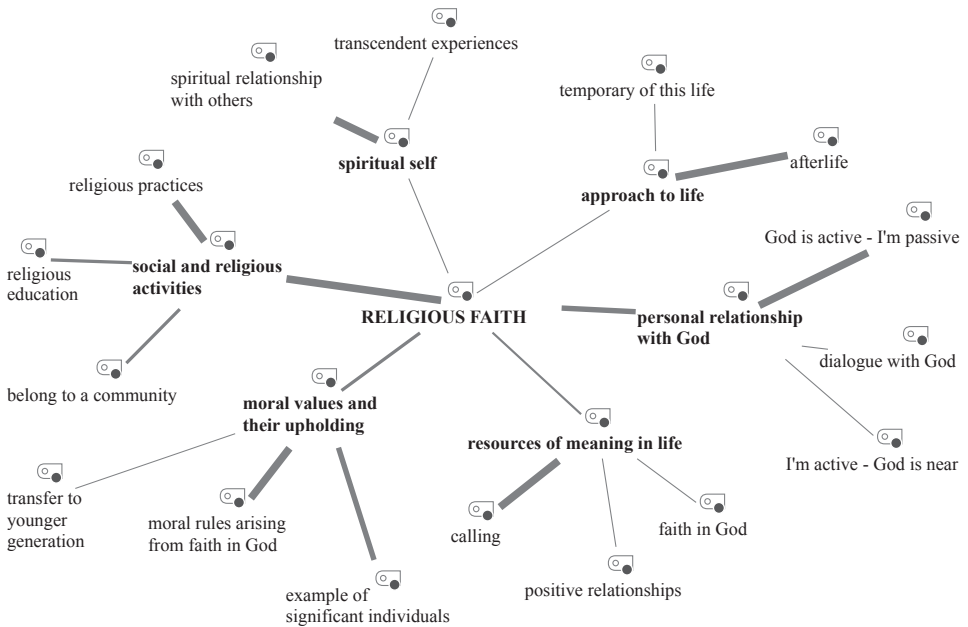 transcendent experiences
spiritual relationship
with others
temporary of this life
spiritual self
afterlife
religious practices
approach to life
God is active - I'm passive
religious
education
social and religious
activities
RELIGIOUS FAITH
personal relationship
with God
dialogue with God
belong to a community
moral values and
their upholding
resources of meaning in life
I'm active - God is near
transfer to
younger
generation
moral rules arising
from faith in God
calling
faith in God
positive relationships
example of
significant individuals